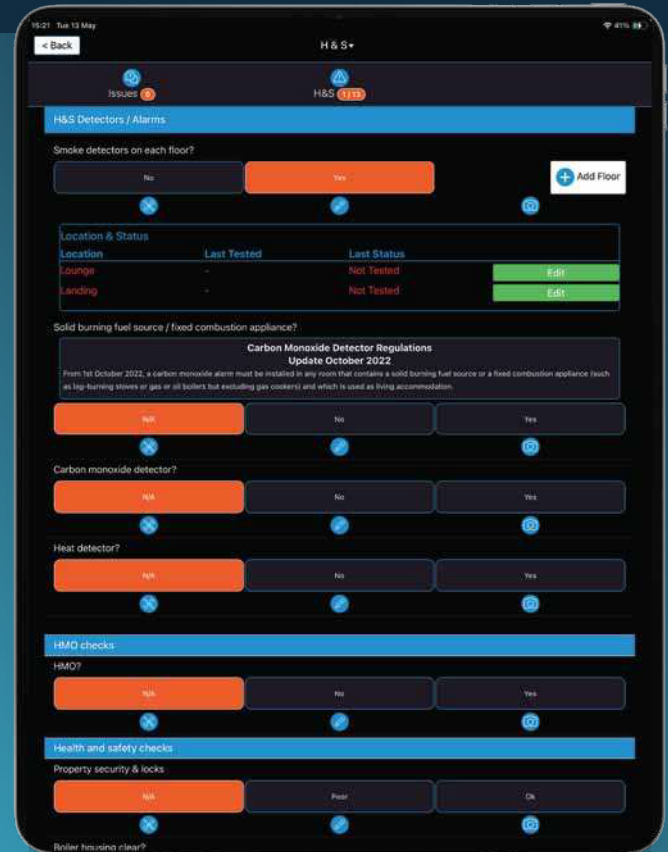 15:21 Tue 13 May
41%
< Back
H & S
Issues 0
H&S 1 / 13
H&S Detectors / Alarms
Smoke detectors on each floor?
No Yes
Add Floor
Location & Status
Location Last Tested Last Status
Lounge - Not Tested Edit
Landing - Not Tested Edit
Solid burning fuel source / fixed combustion appliance?
Carbon Monoxide Detector Regulations
Update October 2022
From 1st October 2022, a carbon monoxide alarm must be installed in any room that contains a solid burning fuel source or a fixed combustion appliance (such
as log-burning stoves or gas or oil boilers but excluding gas cookers) and which is used as living accommodation.
N/A No Yes
Carbon monoxide detector?
N/A No Yes
Heat detector?
N/A No Yes
HMO checks
HMO?
N/A No Yes
Health and safety checks
Property security & locks
N/A Poor Ok
Boiler housing clear?